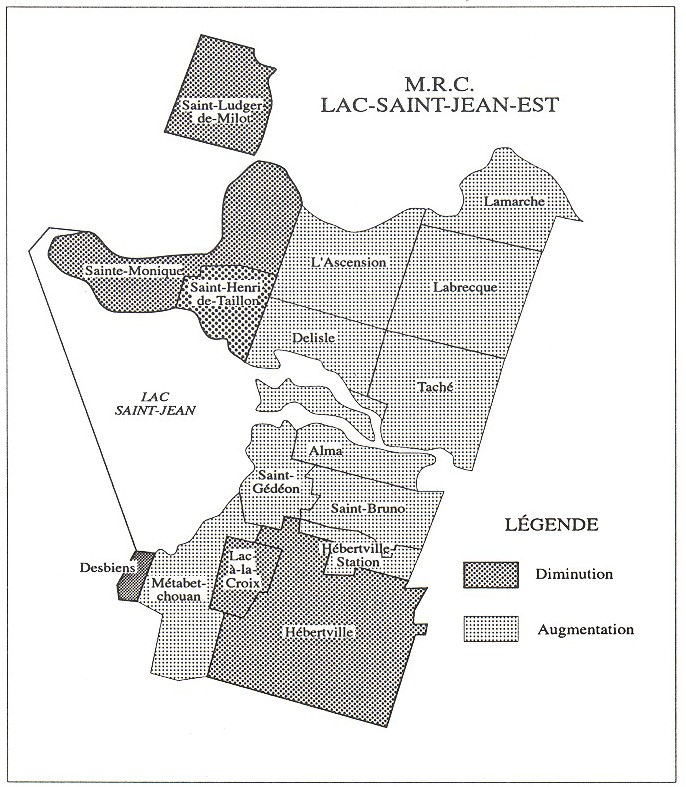 M.R.C.
LAC-SAINT-JEAN-EST
Saint-Ludger
de-Milot
Lamarche
L'Ascension
Sainte-Monique
Saint-Henri
de-Taillon
Labrecque
Delisle
Taché
LAC
SAINT-JEAN
Alma
Saint-
Gédéon
Saint-Bruno
Hébertville
Station
Lac
à-la-
Croix
Desbiens
Métabet-
chouan
Hébertville
LÉGENDE
Diminution
Augmentation